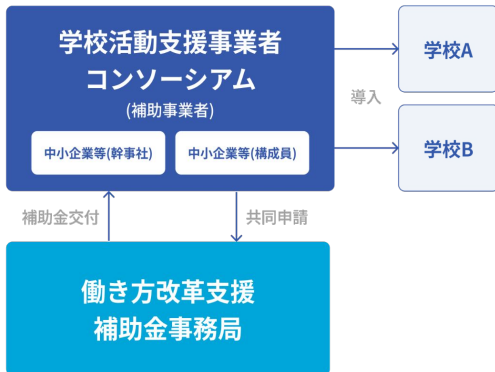 学校活動支援事業者
コンソーシアム
(補助事業者)
中小企業等(幹事社)
中小企業等(構成員)
学校A
導入
学校B
補助金交付
共同申請
働き方改革支援
補助金事務局